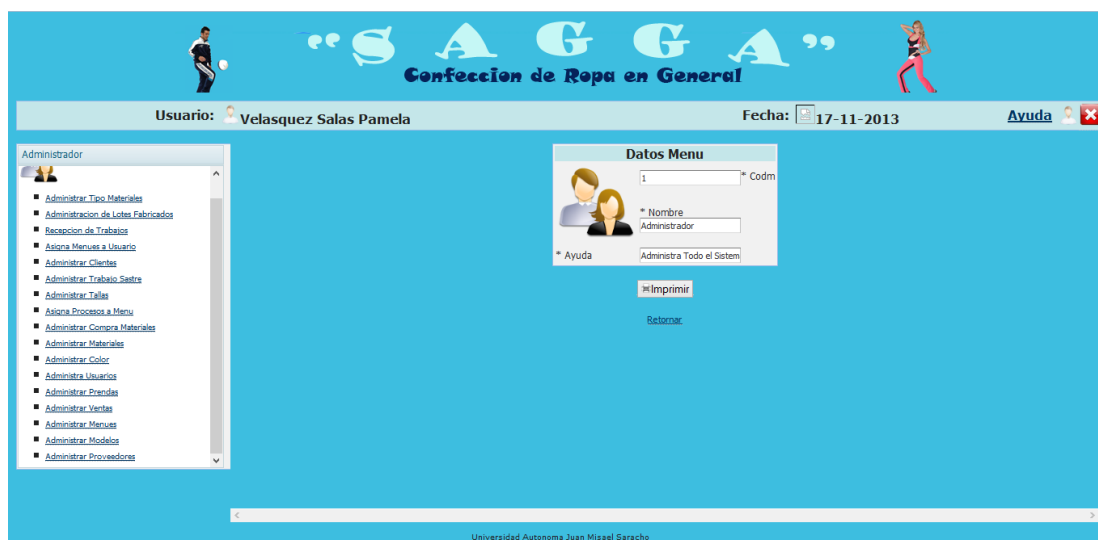 “SAGGA”
Confeccion de Ropa en General
Usuario: Velasquez Salas Pamela Fecha: 17-11-2013 Ayuda
Administrador
Administrar Tipo Materiales
Administracion de Lotes Fabricados
Recepcion de Trabajos
Asigna Menues a Usuario
Administrar Clientes
Administrar Trabajo Sastre
Administrar Tallas
Asigna Procesos a Menu
Administrar Compra Materiales
Administrar Materiales
Administrar Color
Administra Usuarios
Administrar Prendas
Administrar Ventas
Administrar Menues
Administrar Modelos
Administrar Proveedores
Datos Menu
1 * Codm
* Nombre
Administrador
* Ayuda Administra Todo el Sistem
Imprimir
Retornar
Universidad Autonoma Juan Misael Saracho